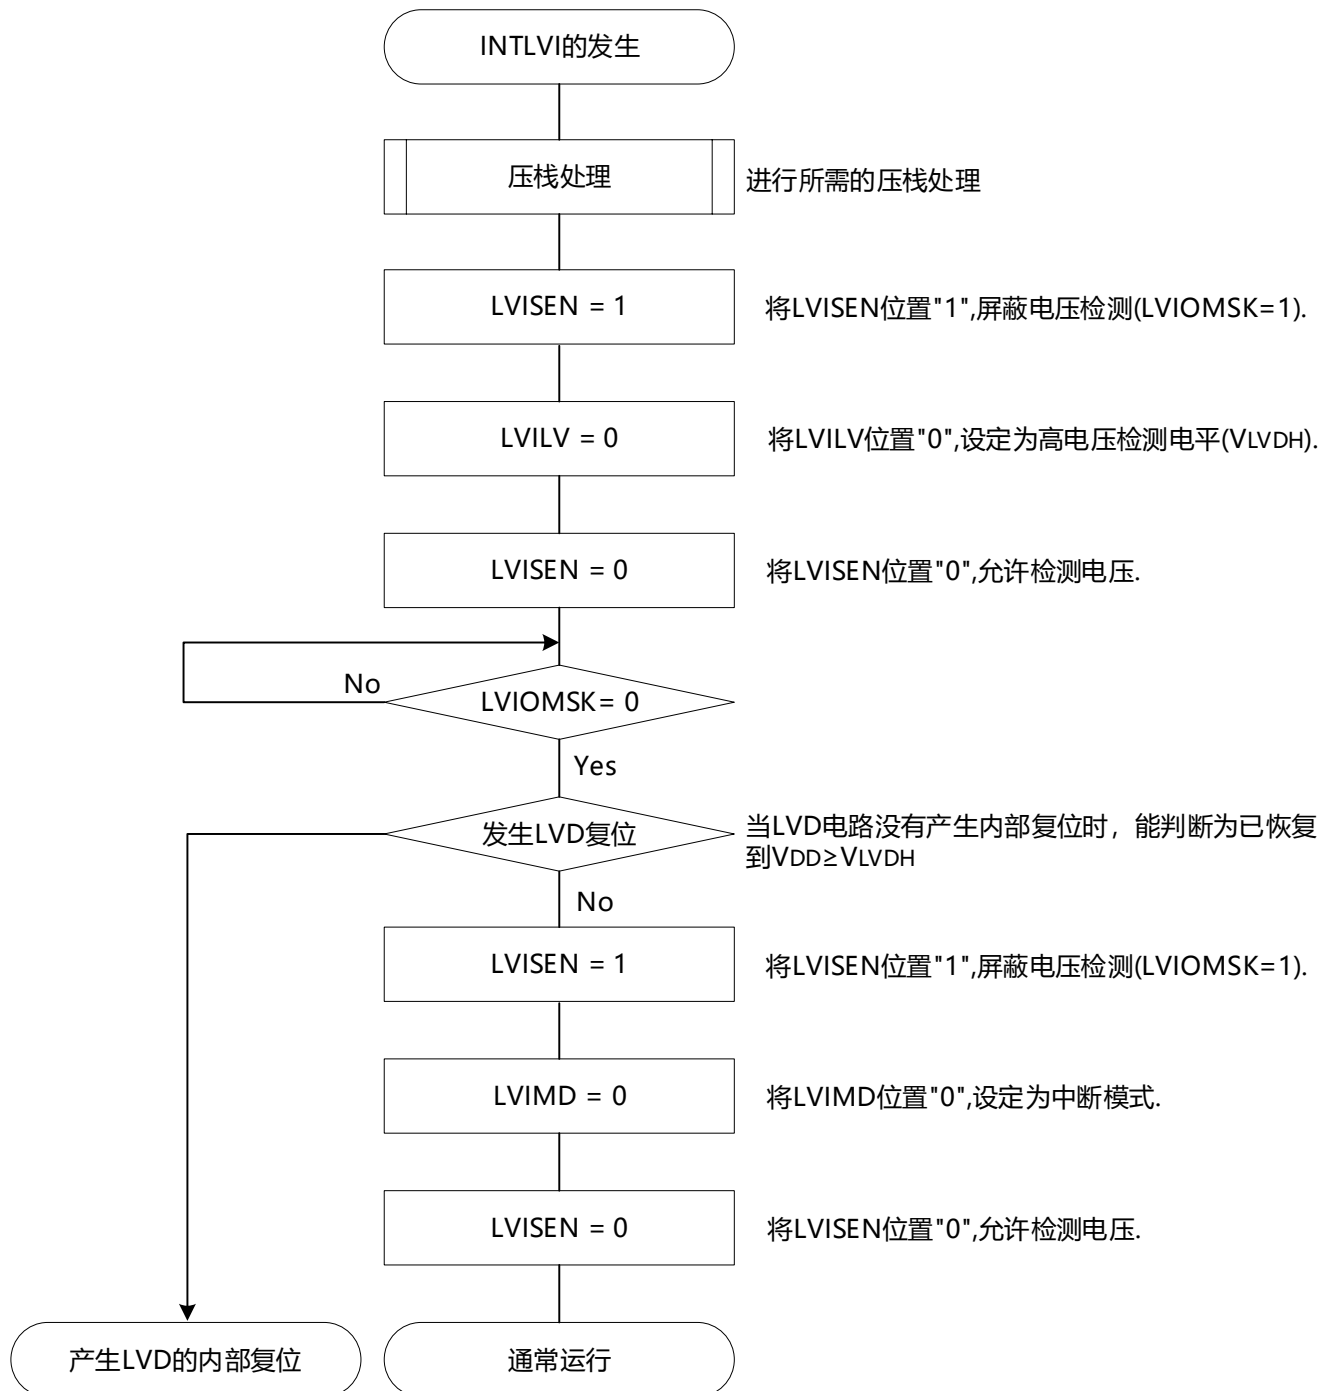 INTLVI的发生
压栈处理
进行所需的压栈处理
LVISEN = 1
将LVISEN位置"1",屏蔽电压检测(LVIOMSK=1).
LVILV = 0
将LVILV位置"0",设定为高电压检测电平(VLVDH).
LVISEN = 0
将LVISEN位置"0",允许检测电压.
No
LVIOMSK= 0
Yes
发生LVD复位
当LVD电路没有产生内部复位时，能判断为已恢复
到VDD≥VLVDH
No
LVISEN = 1
将LVISEN位置"1",屏蔽电压检测(LVIOMSK=1).
LVIMD = 0
将LVIMD位置"0",设定为中断模式.
LVISEN = 0
将LVISEN位置"0",允许检测电压.
产生LVD的内部复位
通常运行